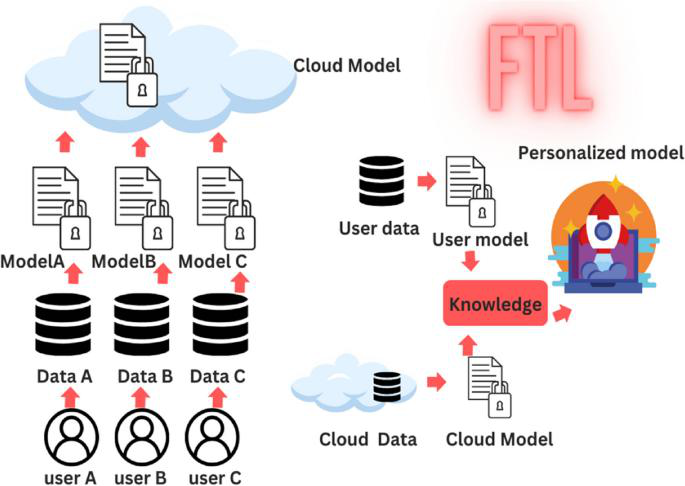 FTL
Cloud Model
Personalized model
User data
User model
ModelA ModelB Model C
Knowledge
Data A Data B Data C
Cloud Data
Cloud Model
user A user B user C